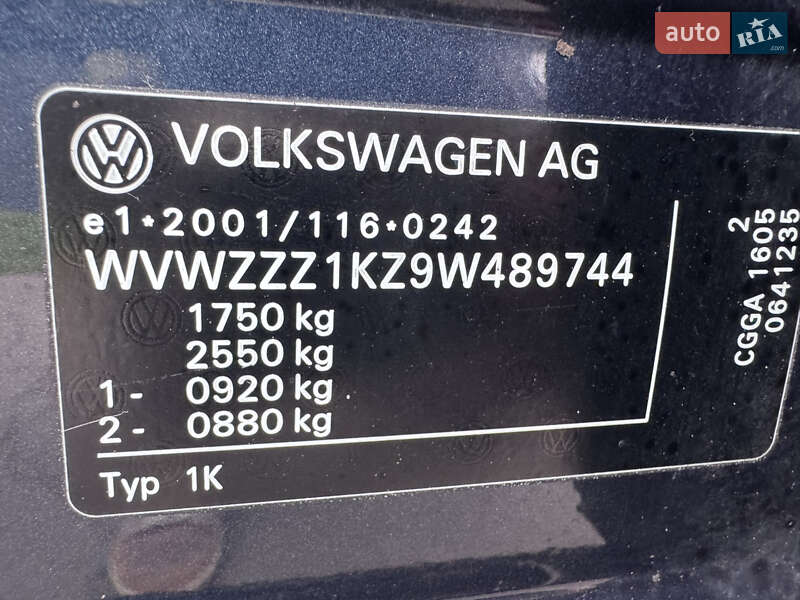 auto RIA.com
VOLKSWAGEN AG
e1*2001/116*0242
WVWZZZ1KZ9W489744
1750 kg
2550 kg
1- 0920 kg
2- 0880 kg
Typ 1K
2
CGGA 1605
0641235